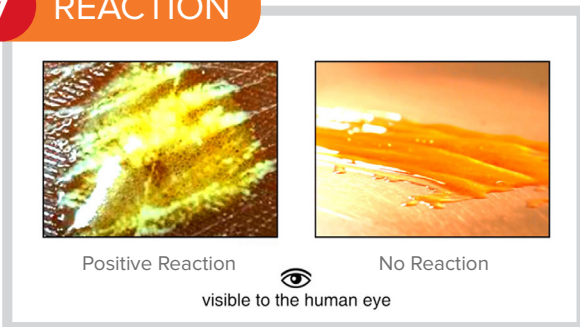 REACTION
Positive Reaction
No Reaction
visible to the human eye